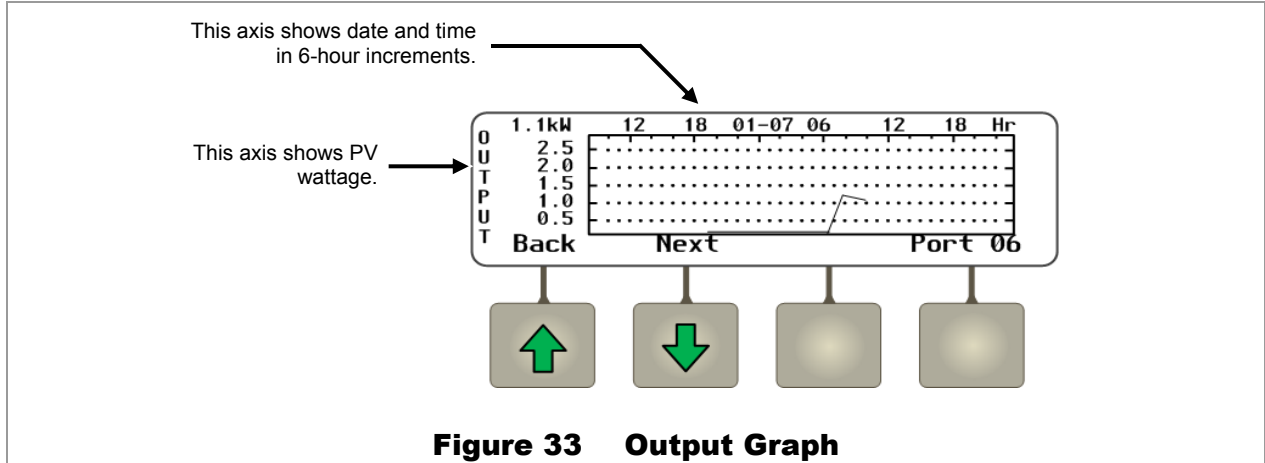 This axis shows date and time
in 6-hour increments.
This axis shows PV
wattage.
OUTPUT
1.1kW 12 18 01-07 06 12 18 Hr
2.5
2.0
1.5
1.0
0.5
Back Next Port 06
Figure 33 Output Graph